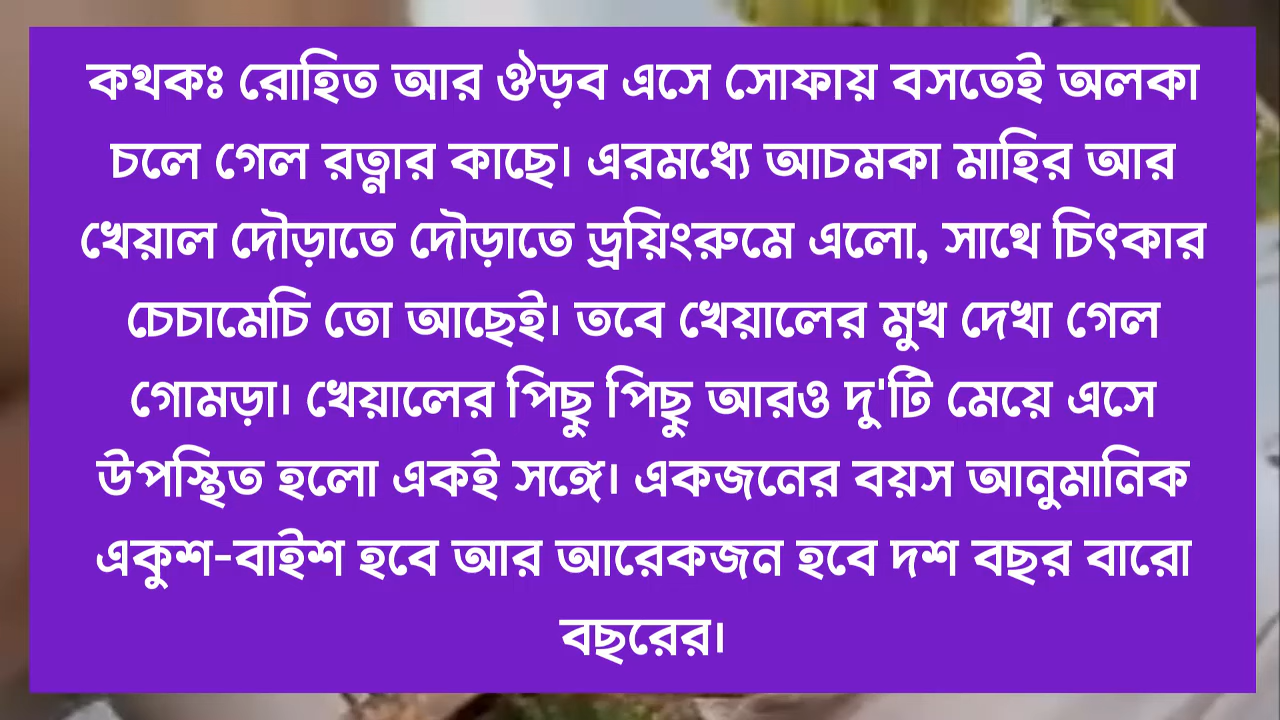 কথকঃ রোহিত আর ঔড়ব এসে সোফায় বসতেই অলকা
চলে গেল রত্নার কাছে। এরমধ্যে আচমকা মাহির আর
খেয়াল দৌড়াতে দৌড়াতে ড্রয়িংরুমে এলো, সাথে চিৎকার
চেচামেচি তো আছেই। তবে খেয়ালের মুখ দেখা গেল
গোমড়া। খেয়ালের পিছু পিছু আরও দু'টি মেয়ে এসে
উপস্থিত হলো একই সঙ্গে। একজনের বয়স আনুমানিক
একুশ-বাইশ হবে আর আরেকজন হবে দশ বছর বারো
বছরের।